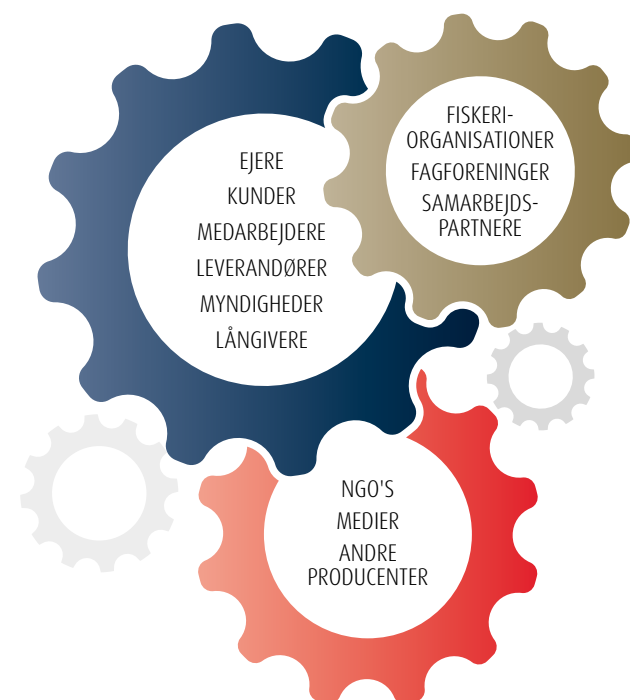 EJERE
KUNDER
MEDARBEJDERE
LEVERANDØRER
MYNDIGHEDER
LÅNGIVERE
FISKERI-
ORGANISATIONER
FAGFORENINGER
SAMARBEJDS-
PARTNERE
NGO'S
MEDIER
ANDRE
PRODUCENTER